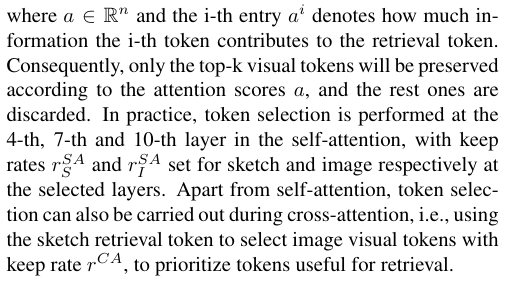 where a ∈ ℝⁿ and the i-th entry aⁱ denotes how much in-
formation the i-th token contributes to the retrieval token.
Consequently, only the top-k visual tokens will be preserved
according to the attention scores a, and the rest ones are
discarded. In practice, token selection is performed at the
4-th, 7-th and 10-th layer in the self-attention, with keep
rates r_S^{SA} and r_I^{SA} set for sketch and image respectively at
the selected layers. Apart from self-attention, token selec-
tion can also be carried out during cross-attention, i.e., using
the sketch retrieval token to select image visual tokens with
keep rate r^{CA}, to prioritize tokens useful for retrieval.